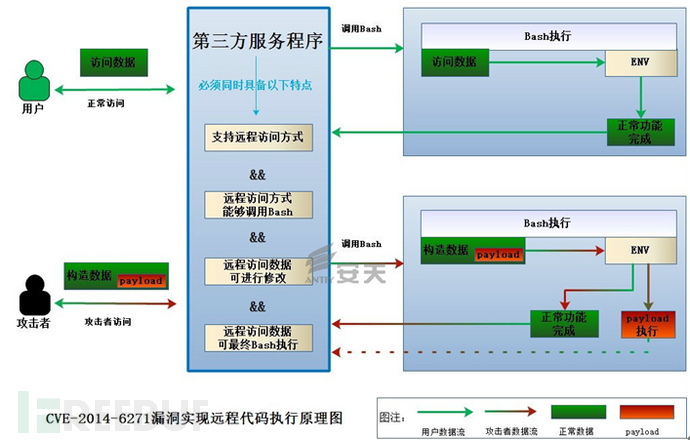 第三方服务程序
必须同时具备以下特点
支持远程访问方式
&&
远程访问方式
能够调用Bash
&&
远程访问数据
可进行修改
&&
远程访问数据
可最终Bash执行
访问数据
用户
正常访问
调用Bash
Bash执行
访问数据
ENV
正常功能
完成
构造数据
payload
攻击者
攻击者访问
调用Bash
Bash执行
构造数据
payload
ENV
正常功能
完成
payload
执行
ANTIY 安天
REEBUF
CVE-2014-6271漏洞实现远程代码执行原理图
图注：
用户数据流
攻击者数据流
正常数据
payload